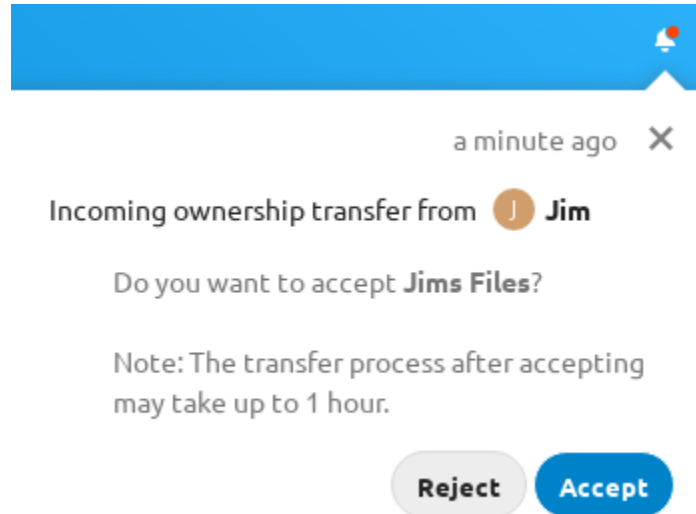 a minute ago
Incoming ownership transfer from J Jim
Do you want to accept Jims Files?
Note: The transfer process after accepting
may take up to 1 hour.
Reject Accept